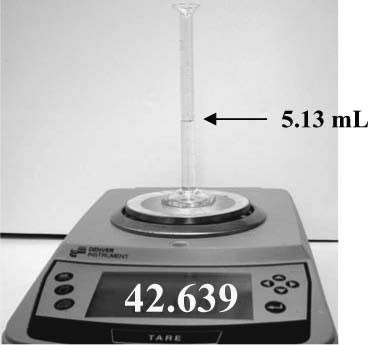 5.13 mL
DENVER
INSTRUMENT
42.639
TARE